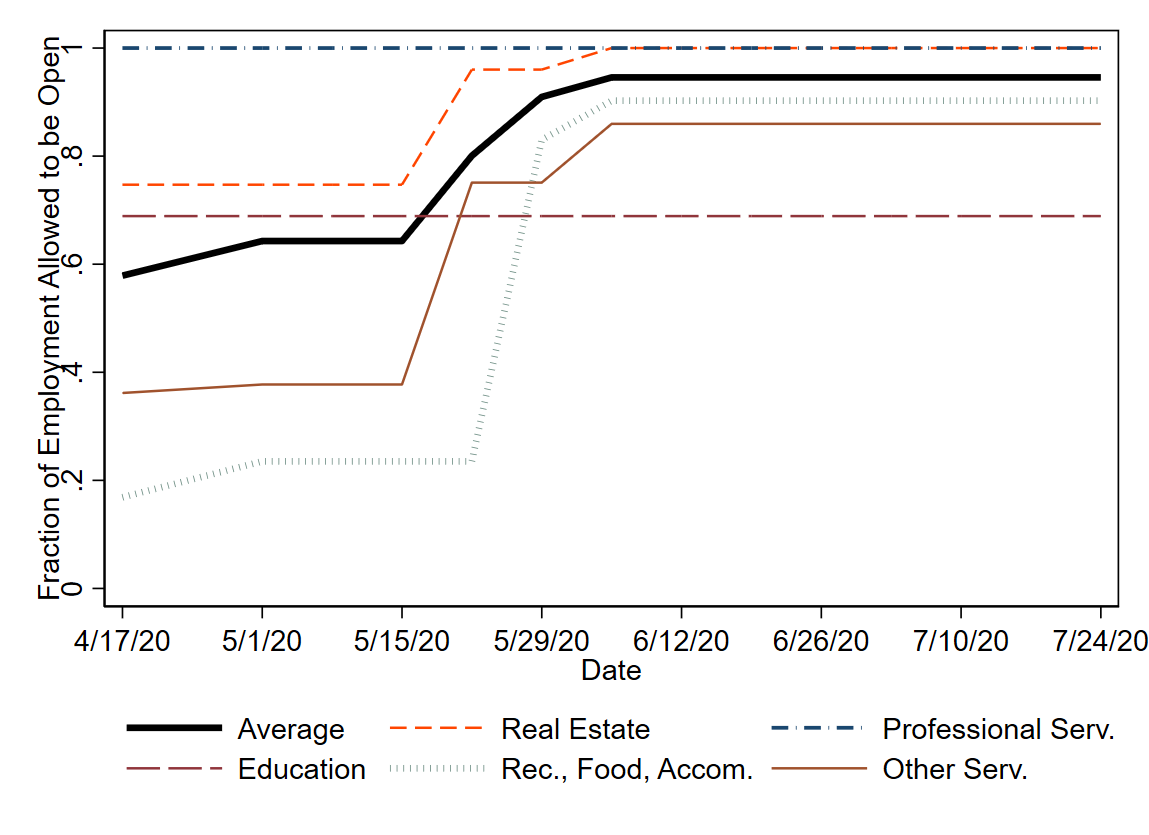 Fraction of Employment Allowed to be Open
1
.8
.6
.4
.2
0
4/17/20 5/1/20 5/15/20 5/29/20 6/12/20 6/26/20 7/10/20 7/24/20
Date
Average Real Estate Professional Serv.
Education Rec., Food, Accom. Other Serv.